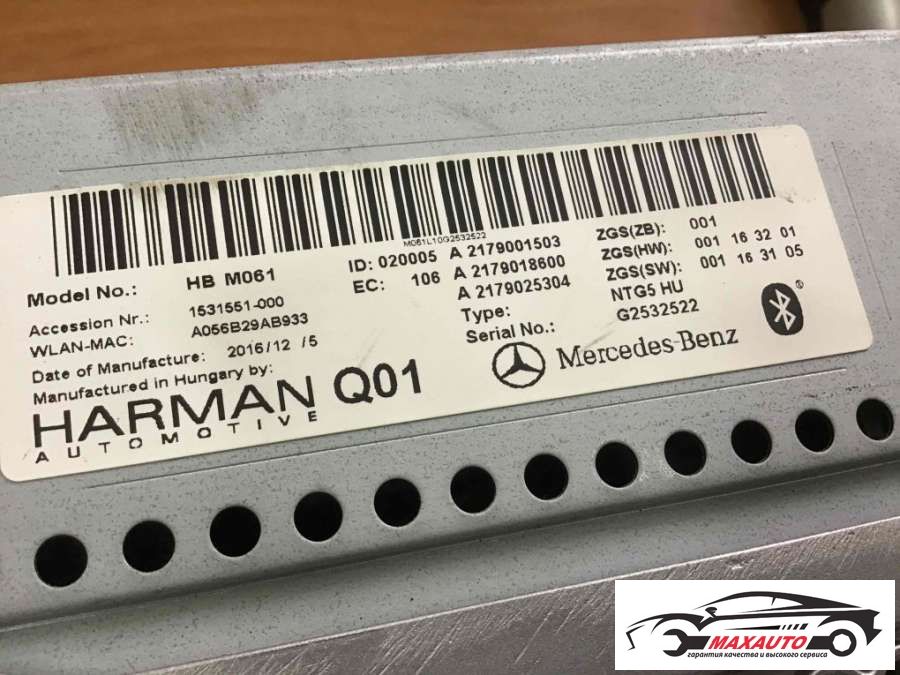 M061L10G2532522
Model No.: HB M061 ID: 020005 A 2179001503 ZGS(ZB): 001
EC: 106 A 2179018600 ZGS(HW): 001 16 32 01
Accession Nr.: 1531551-000 A 2179025304 ZGS(SW): 001 16 31 05
WLAN-MAC: A056B29AB933 Type: NTG5 HU
Date of Manufacture: 2016/12 /5 Serial No.: G2532522
Manufactured in Hungary by:
HARMAN Q01 Mercedes-Benz ®
AUTOMOTIVE
MAXAUTO
гарантия качества и высокого сервиса